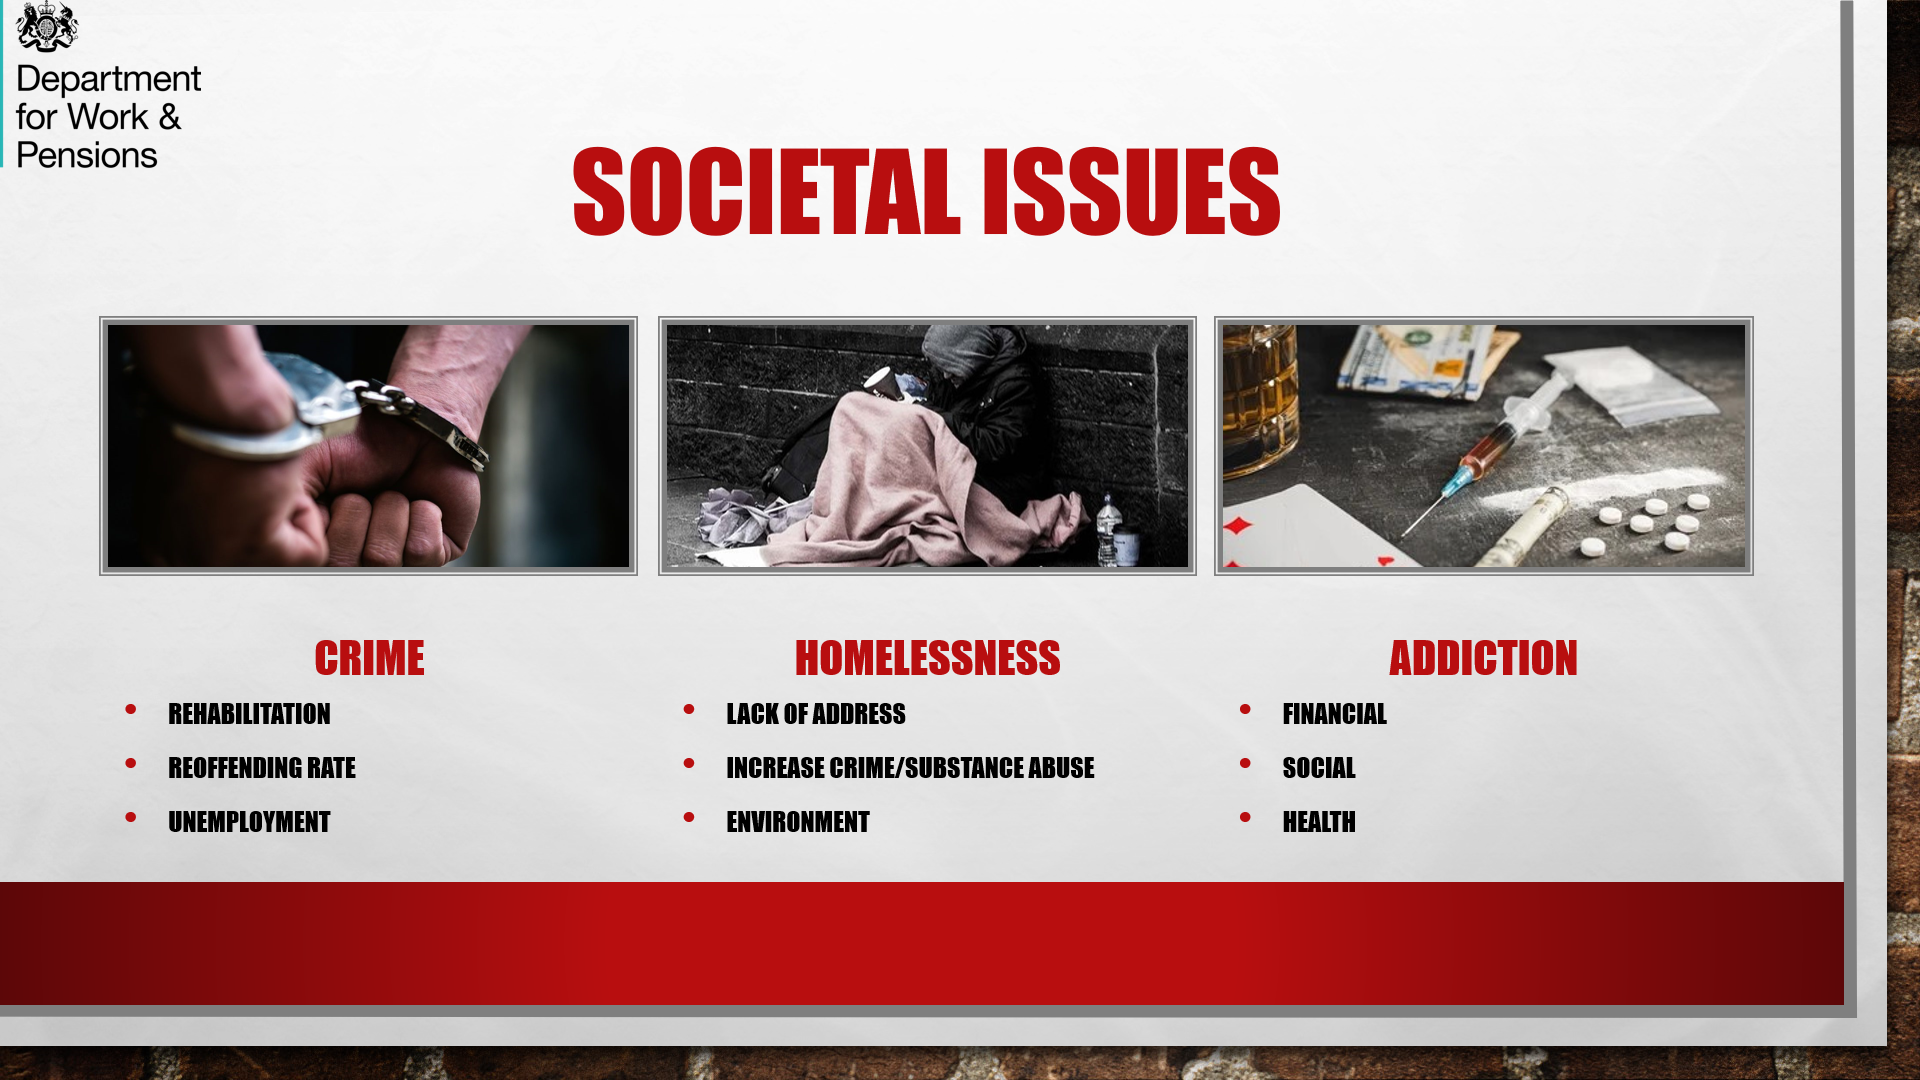 Department
for Work &
Pensions
SOCIETAL ISSUES
CRIME
• REHABILITATION
• REOFFENDING RATE
• UNEMPLOYMENT
HOMELESSNESS
• LACK OF ADDRESS
• INCREASE CRIME/SUBSTANCE ABUSE
• ENVIRONMENT
ADDICTION
• FINANCIAL
• SOCIAL
• HEALTH